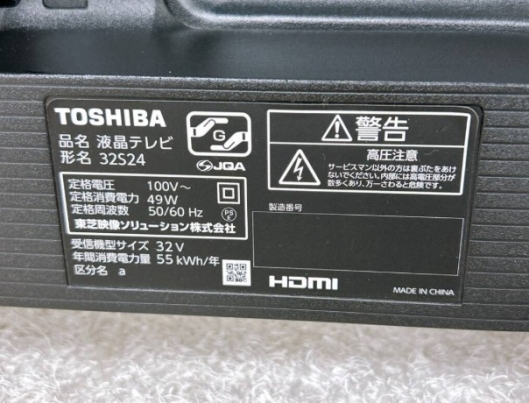 TOSHIBA
品名 液晶テレビ
形名 32S24
G
JQA
定格電圧 100V~
定格消費電力 49W
定格周波数 50/60 Hz
PS
E
東芝映像ソリューション株式会社
受信機型サイズ 32V
年間消費電力量 55kWh/年
区分名 a
警告
高圧注意
サービスマン以外の方は裏ぶたをあけ
ないでください。内部には高電圧部分が
数多くあり、万一さわると危険です。
製造番号
HDMI
MADE IN CHINA